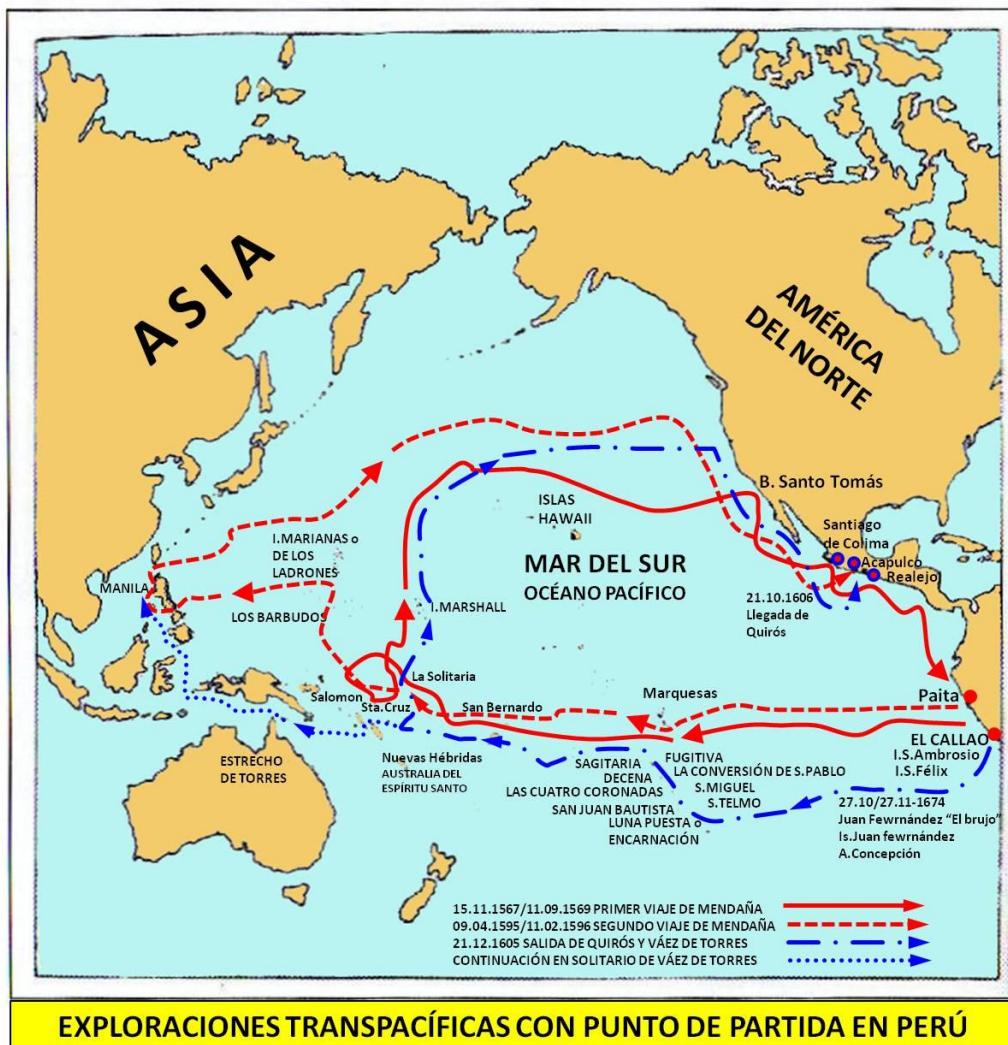 ASIA
AMÉRICA
DEL NORTE
B. Santo Tomás
ISLAS
HAWAII
Santiago
de Colima
Acapulco
Realejo
I.MARIANAS o
DE LOS
LADRONES
MAR DEL SUR
OCÉANO PACÍFICO
MANILA
21.10.1606
Llegada de
Quirós
LOS BARBUDOS
I.MARSHALL
La Solitaria
Salomon
Sta.Cruz
San Bernardo
Marquesas
Paita
EL CALLAO
I.S.Ambrosio
I.S.Félix
ESTRECHO
DE TORRES
Nuevas Hébridas
AUSTRALIA DEL
ESPÍRITU SANTO
SAGITARIA
DECENA
LAS CUATRO CORONADAS
SAN JUAN BAUTISTA
LUNA PUESTA o
ENCARNACIÓN
FUGITIVA
LA CONVERSIÓN DE S.PABLO
S.MIGUEL
S.TELMO
27.10/27.11-1674
Juan Fewrnández "El brujo"
Is.Juan fewrnández
A.Concepción
15.11.1567/11.09.1569 PRIMER VIAJE DE MENDAÑA
09.04.1595/11.02.1596 SEGUNDO VIAJE DE MENDAÑA
21.12.1605 SALIDA DE QUIRÓS Y VÁEZ DE TORRES
CONTINUACIÓN EN SOLITARIO DE VÁEZ DE TORRES
EXPLORACIONES TRANSPACÍFICAS CON PUNTO DE PARTIDA EN PERÚ